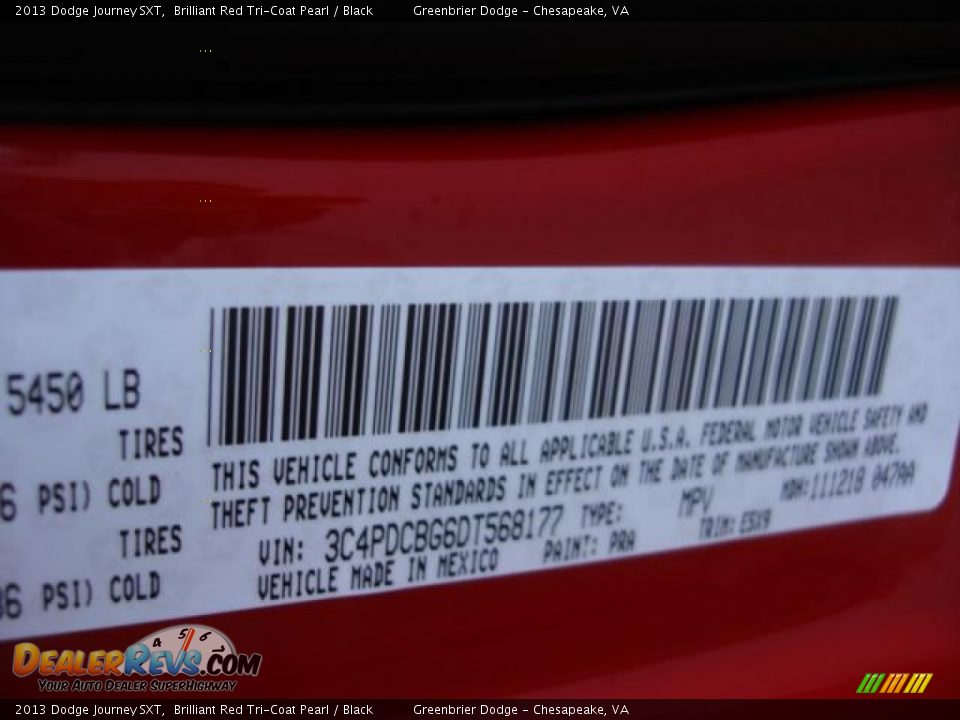 2013 Dodge Journey SXT, Brilliant Red Tri-Coat Pearl / Black Greenbrier Dodge - Chesapeake, VA
5450 LB
TIRES
6 PSI) COLD
TIRES
36 PSI) COLD
THIS VEHICLE CONFORMS TO ALL APPLICABLE U.S.A. FEDERAL MOTOR VEHICLE SAFETY AND
THEFT PREVENTION STANDARDS IN EFFECT ON THE DATE OF MANUFACTURE SHOWN ABOVE.
VIN: 3C4PDCBG6DT568177 TYPE: MPV MDH:111218 047AA
VEHICLE MADE IN MEXICO PAINT: PRA TRIM: E5X9
4 5 6
DEALERREVS.COM
YOUR AUTO DEALER SUPERHIGHWAY
2013 Dodge Journey SXT, Brilliant Red Tri-Coat Pearl / Black Greenbrier Dodge - Chesapeake, VA